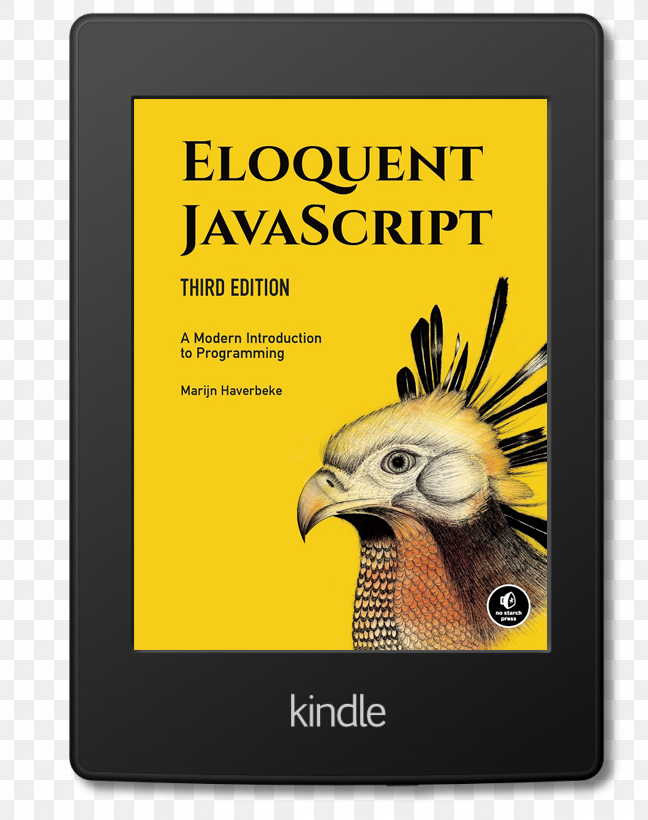 ELOQUENT
JAVASCRIPT
THIRD EDITION
A Modern Introduction
to Programming
Marijn Haverbeke
no starch
press
kindle